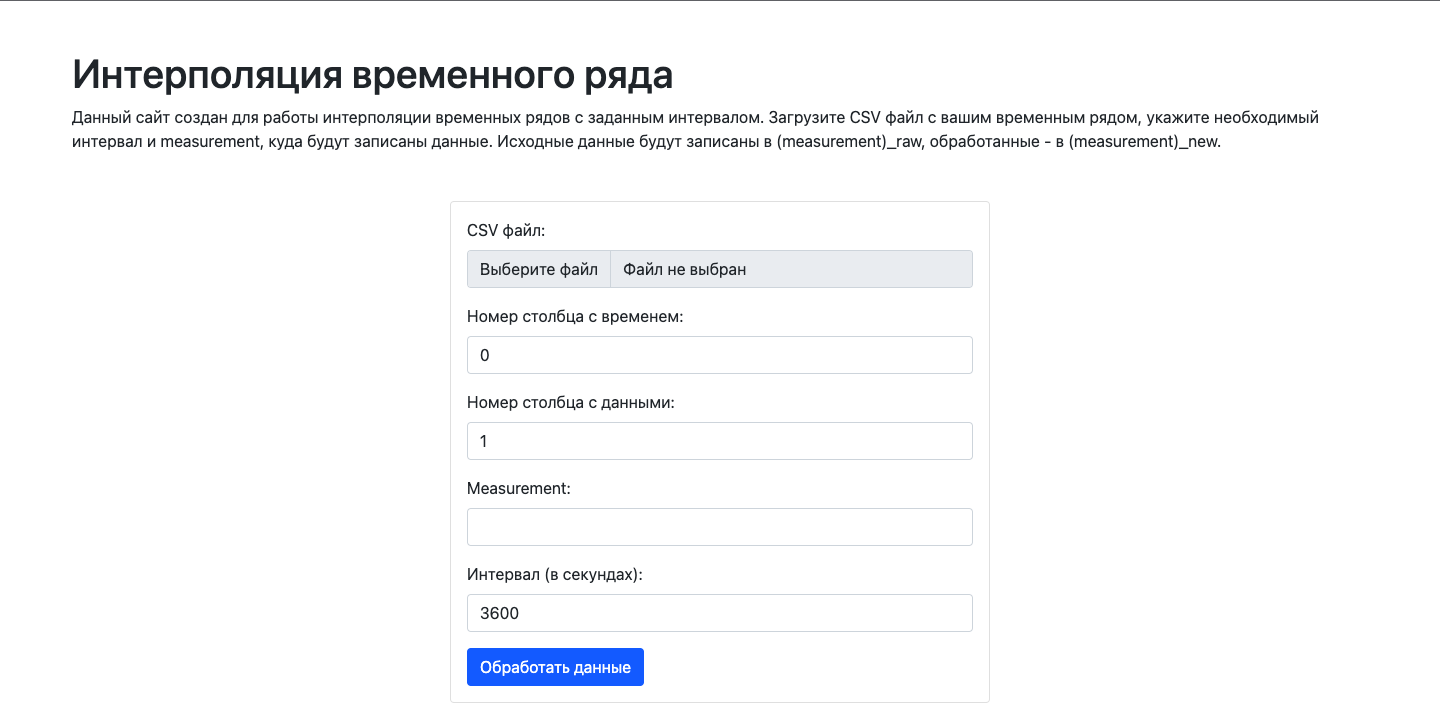 Интерполяция временного ряда
Данный сайт создан для работы интерполяции временных рядов с заданным интервалом. Загрузите CSV файл с вашим временным рядом, укажите необходимый
интервал и measurement, куда будут записаны данные. Исходные данные будут записаны в (measurement)_raw, обработанные - в (measurement)_new.
CSV файл:
Выберите файл Файл не выбран
Номер столбца с временем:
0
Номер столбца с данными:
1
Measurement:
Интервал (в секундах):
3600
Обработать данные